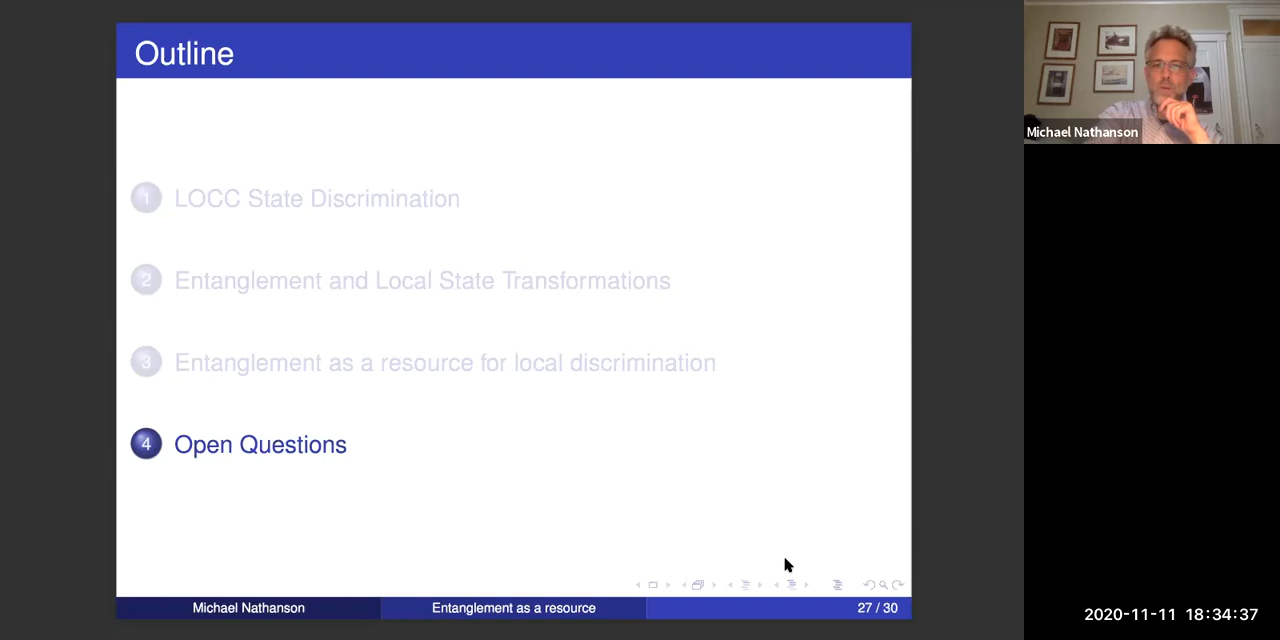 Outline
1 LOCC State Discrimination
2 Entanglement and Local State Transformations
3 Entanglement as a resource for local discrimination
4 Open Questions
Michael Nathanson Entanglement as a resource 27 / 30
Michael Nathanson
2020-11-11 18:34:37